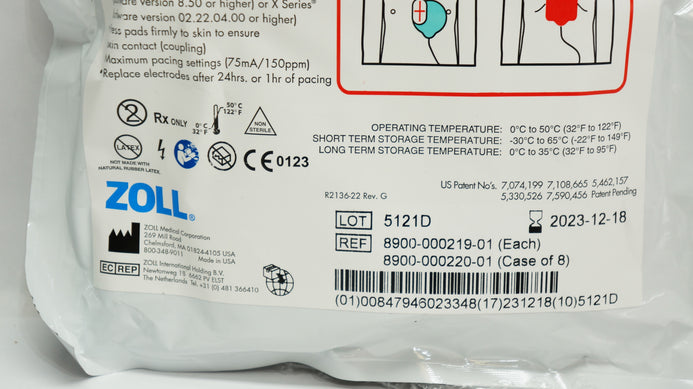 version 8.50 or higher) or X Series®
version 02.22.04.00 or higher)
pads firmly to skin to ensure
contact (coupling)
Maximum pacing settings (75mA/150ppm)
*Replace electrodes after 24hrs. or 1hr of pacing
2
Rx ONLY
0°C
32°F
50°C
122°F
NON
STERILE
LATEX
NOT MADE WITH
NATURAL RUBBER LATEX.
CE 0123
OPERATING TEMPERATURE: 0°C to 50°C (32°F to 122°F)
SHORT TERM STORAGE TEMPERATURE: -30°C to 65°C (-22°F to 149°F)
LONG TERM STORAGE TEMPERATURE: 0°C to 35°C (32°F to 95°F)
R2136-22 Rev. G
US Patent No's. 7,074,199 7,108,665 5,462,157
5,330,526 7,590,456 Patent Pending
ZOLL®
ZOLL Medical Corporation
269 Mill Road
Chelmsford, MA 01824-4105 USA
800-348-9011 Made in USA
EC REP
ZOLL International Holding B.V.
Newtonweg 18 6662 PV ELST
The Netherlands Tel. +31 (0) 481 366410
LOT 5121D
2023-12-18
REF 8900-000219-01 (Each)
8900-000220-01 (Case of 8)
(01)00847946023348(17)231218(10)5121D